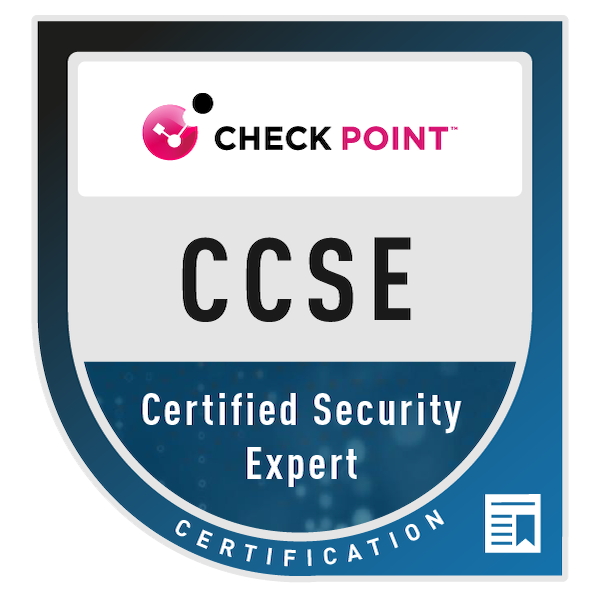 CHECK POINT™
CCSE
Certified Security
Expert
CERTIFICATION